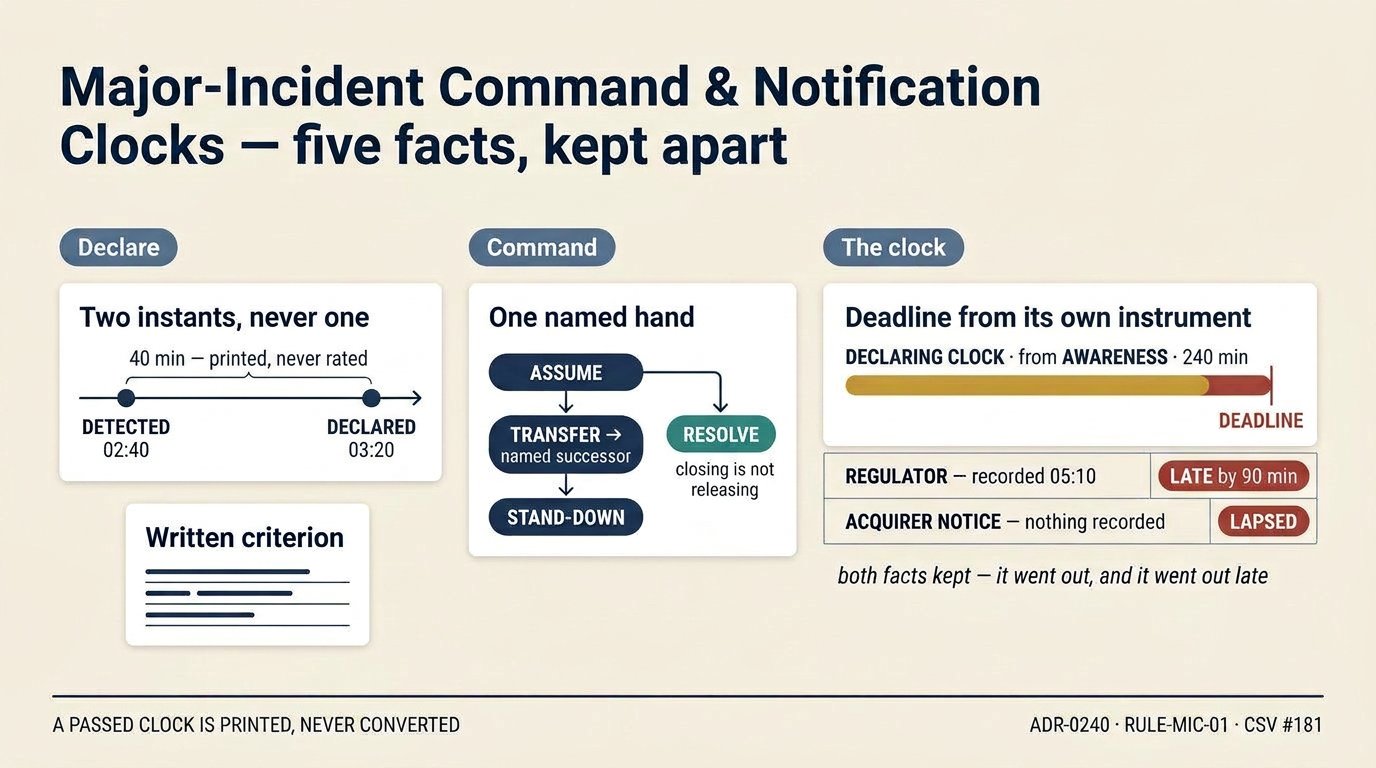 Major-Incident Command & Notification
Clocks — five facts, kept apart
Declare
Two instants, never one
40 min — printed, never rated
DETECTED
02:40
DECLARED
03:20
Written criterion
Command
One named hand
ASSUME
TRANSFER →
named successor
STAND-DOWN
RESOLVE
closing is not
releasing
The clock
Deadline from its own instrument
DECLARING CLOCK · from AWARENESS · 240 min
DEADLINE
REGULATOR — recorded 05:10
LATE by 90 min
ACQUIRER NOTICE — nothing recorded
LAPSED
both facts kept — it went out, and it went out late
A PASSED CLOCK IS PRINTED, NEVER CONVERTED
ADR-0240 · RULE-MIC-01 · CSV #181